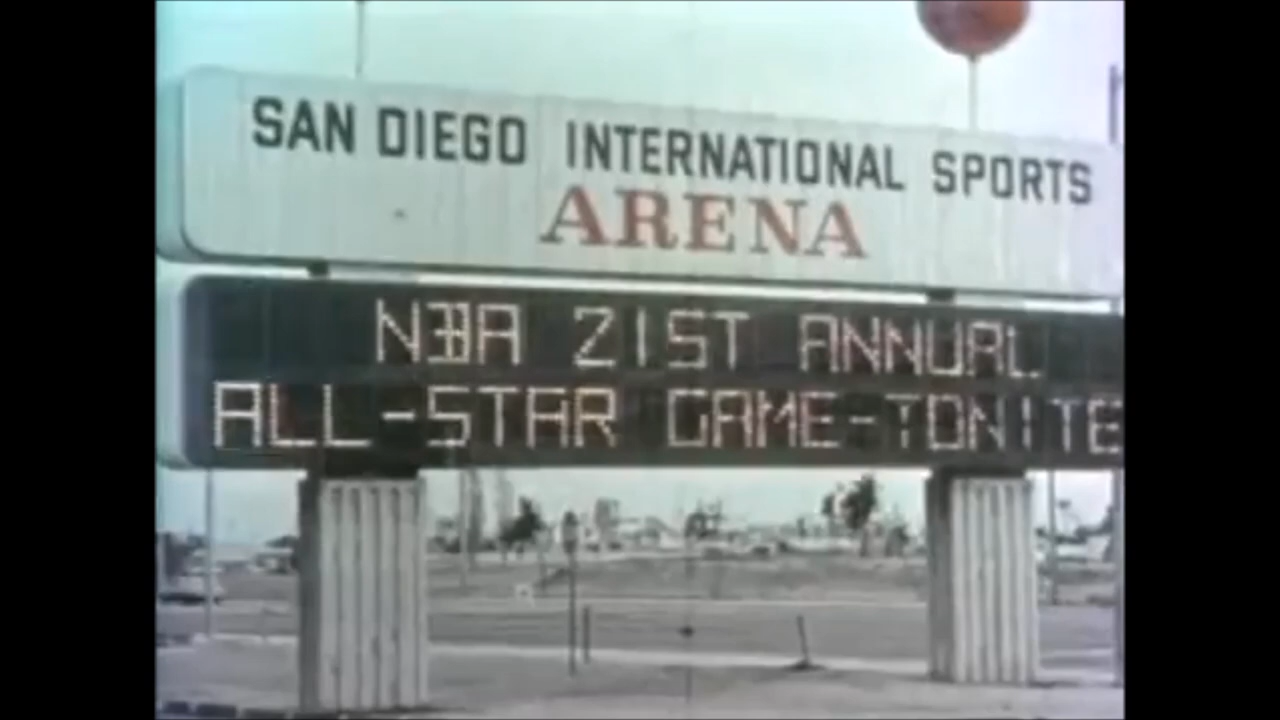 SAN DIEGO INTERNATIONAL SPORTS
ARENA
NBA 21ST ANNUAL
ALL-STAR GAME-TONITE